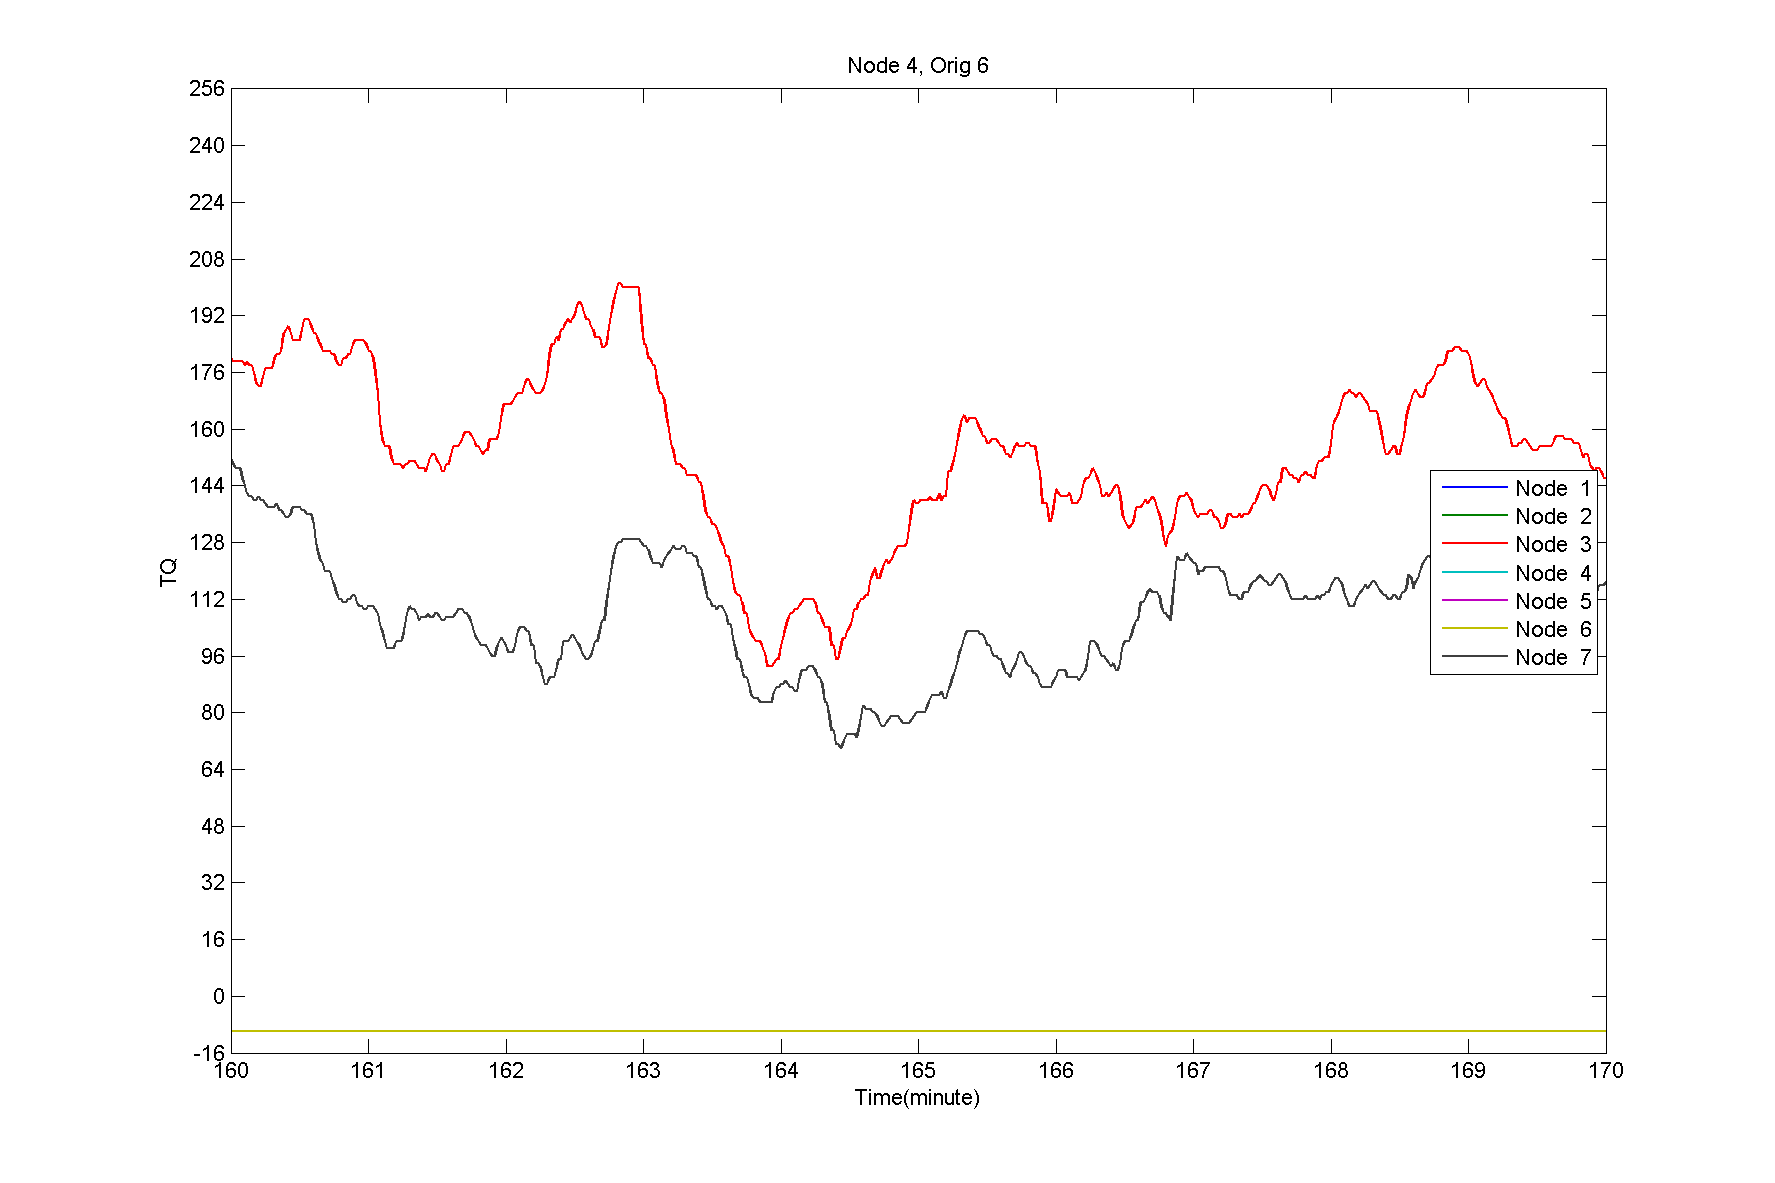 Node 4, Orig 6
256
240
224
208
192
176
160
144
128
112
96
80
64
48
32
16
0
-16
TQ
160 161 162 163 164 165 166 167 168 169 170
Time(minute)
Node 1
Node 2
Node 3
Node 4
Node 5
Node 6
Node 7